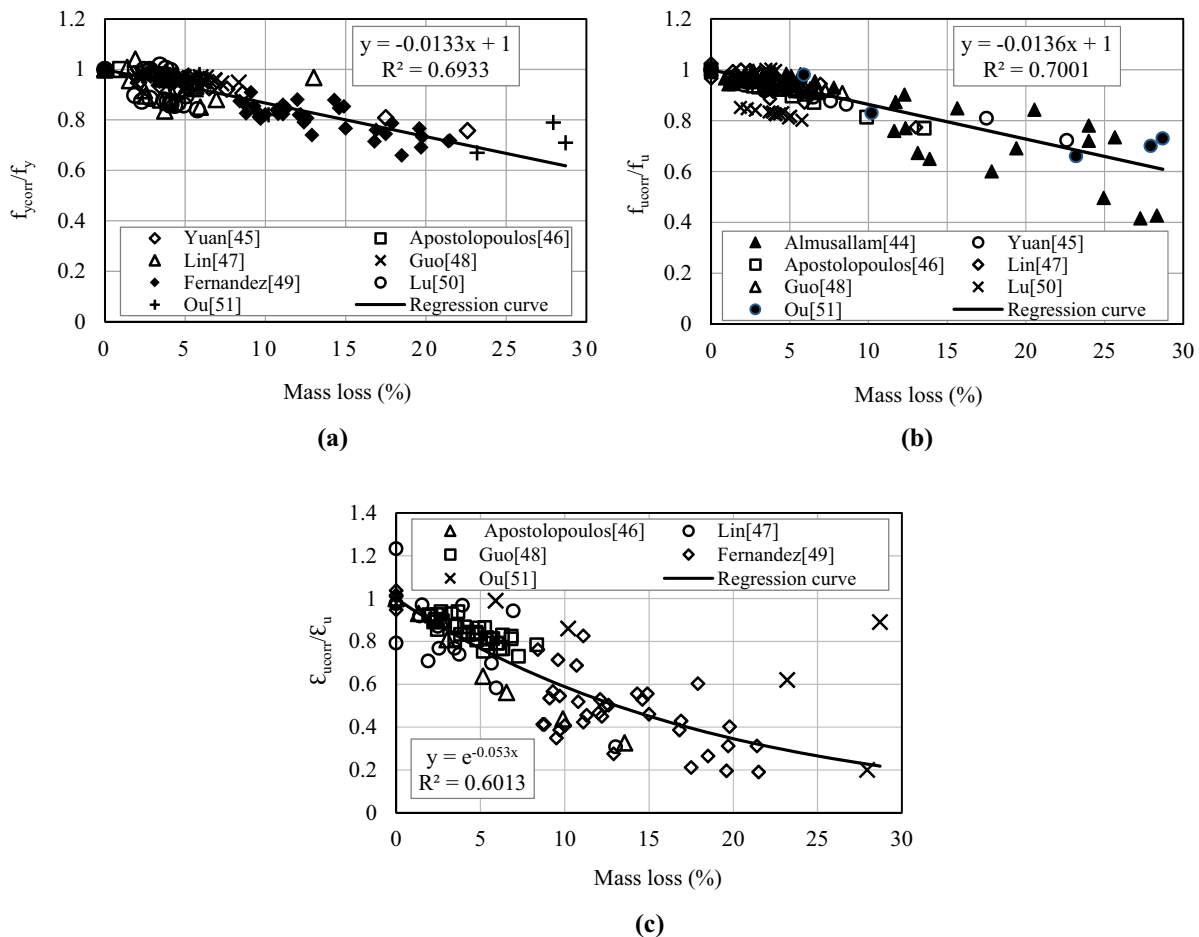 1.2
1
0.8
0.6
0.4
0.2
0
f_ycorr/f_y
y = -0.0133x + 1
R² = 0.6933
Yuan[45] Apostolopoulos[46]
Lin[47] Guo[48]
Fernandez[49] Lu[50]
Ou[51] Regression curve
0 5 10 15 20 25 30
Mass loss (%)
(a)
1.2
1
0.8
0.6
0.4
0.2
0
f_ucorr/f_u
y = -0.0136x + 1
R² = 0.7001
Almusallam[44] Yuan[45]
Apostolopoulos[46] Lin[47]
Guo[48] Lu[50]
Ou[51] Regression curve
0 5 10 15 20 25 30
Mass loss (%)
(b)
1.4
1.2
1
0.8
0.6
0.4
0.2
0
Ɛ_ucorr/Ɛ_u
Apostolopoulos[46] Lin[47]
Guo[48] Fernandez[49]
Ou[51] Regression curve
y = e^-0.053x
R² = 0.6013
0 5 10 15 20 25 30
Mass loss (%)
(c)